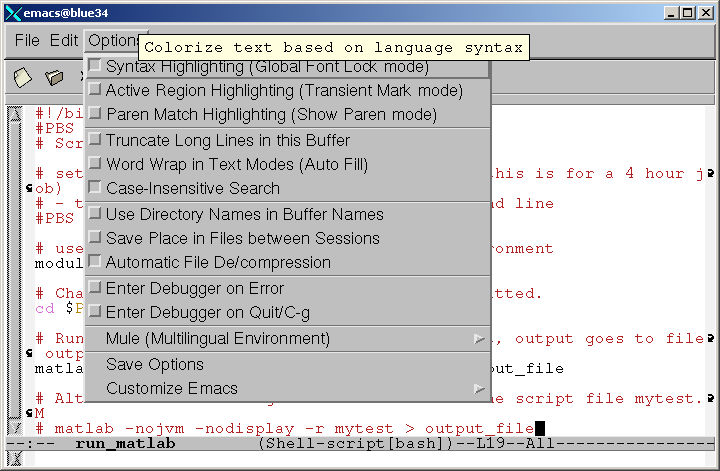 emacs@blue34
File Edit Options
Colorize text based on language syntax
Syntax Highlighting (Global Font Lock mode)
Active Region Highlighting (Transient Mark mode)
Paren Match Highlighting (Show Paren mode)
Truncate Long Lines in this Buffer
Word Wrap in Text Modes (Auto Fill)
Case-Insensitive Search
Use Directory Names in Buffer Names
Save Place in Files between Sessions
Automatic File De/compression
Enter Debugger on Error
Enter Debugger on Quit/C-g
Mule (Multilingual Environment)
Save Options
Customize Emacs
#!/bi
#PBS
# Scr
# set his is for a 4 hour j
ob)
# - t d line
#PBS
# use ronment
modul
# Cha tted.
cd $P
# Run , output goes to file
outp
matla put_file
# Alt e script file mytest.
M
# matlab -nojvm -nodisplay -r mytest > output_file
--:-- run_matlab (Shell-script[bash])--L19--All----------------